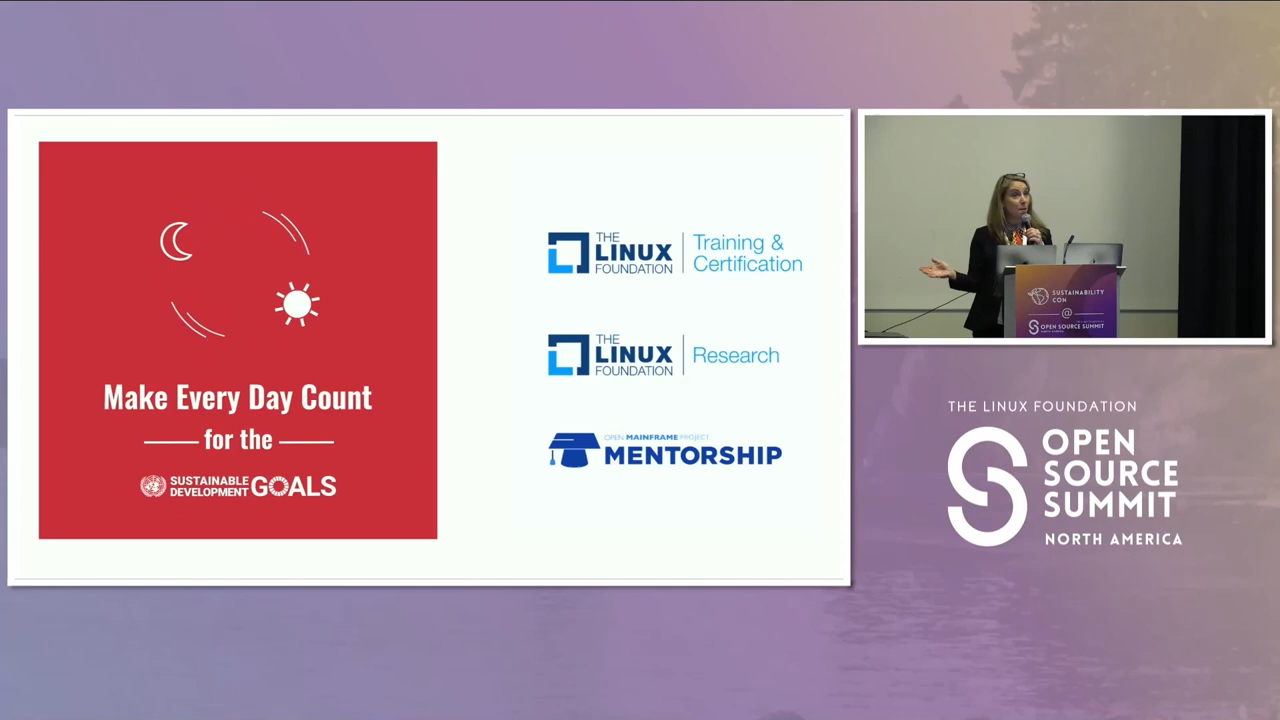 Make Every Day Count
for the
SUSTAINABLE
DEVELOPMENT
GOALS
THE
LINUX
FOUNDATION
Training &
Certification
THE
LINUX
FOUNDATION
Research
OPEN MAINFRAME PROJECT
MENTORSHIP
SUSTAINABILITY
CON
@
OPEN SOURCE SUMMIT
THE LINUX FOUNDATION
OPEN
SOURCE
SUMMIT
NORTH AMERICA